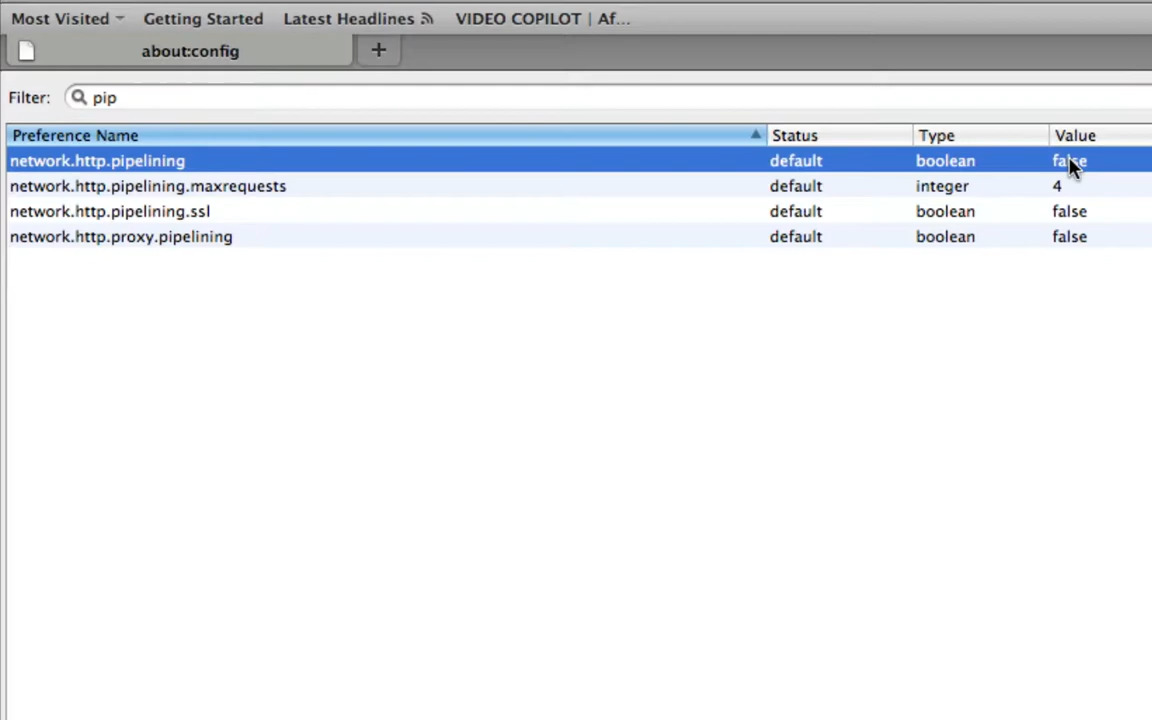 Most Visited Getting Started Latest Headlines VIDEO COPILOT | Af...
about:config +
Filter: pip
Preference Name Status Type Value
network.http.pipelining default boolean false
network.http.pipelining.maxrequests default integer 4
network.http.pipelining.ssl default boolean false
network.http.proxy.pipelining default boolean false